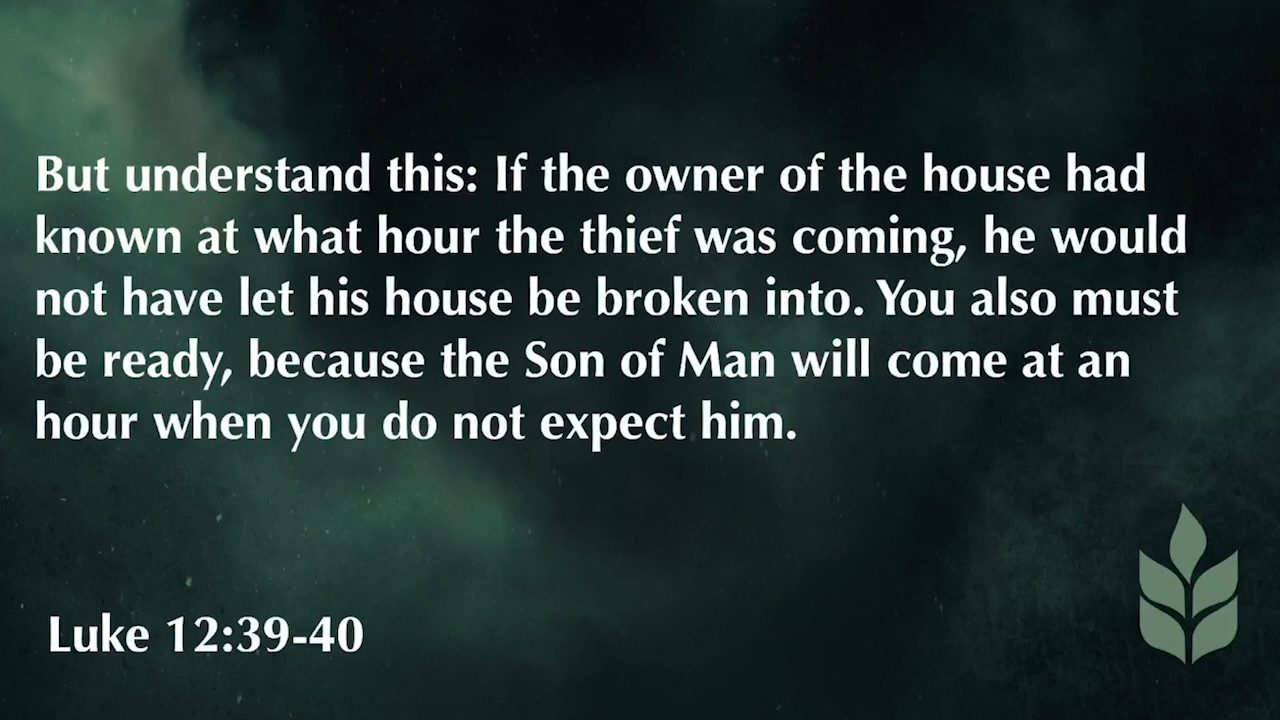 But understand this: If the owner of the house had
known at what hour the thief was coming, he would
not have let his house be broken into. You also must
be ready, because the Son of Man will come at an
hour when you do not expect him.
Luke 12:39-40